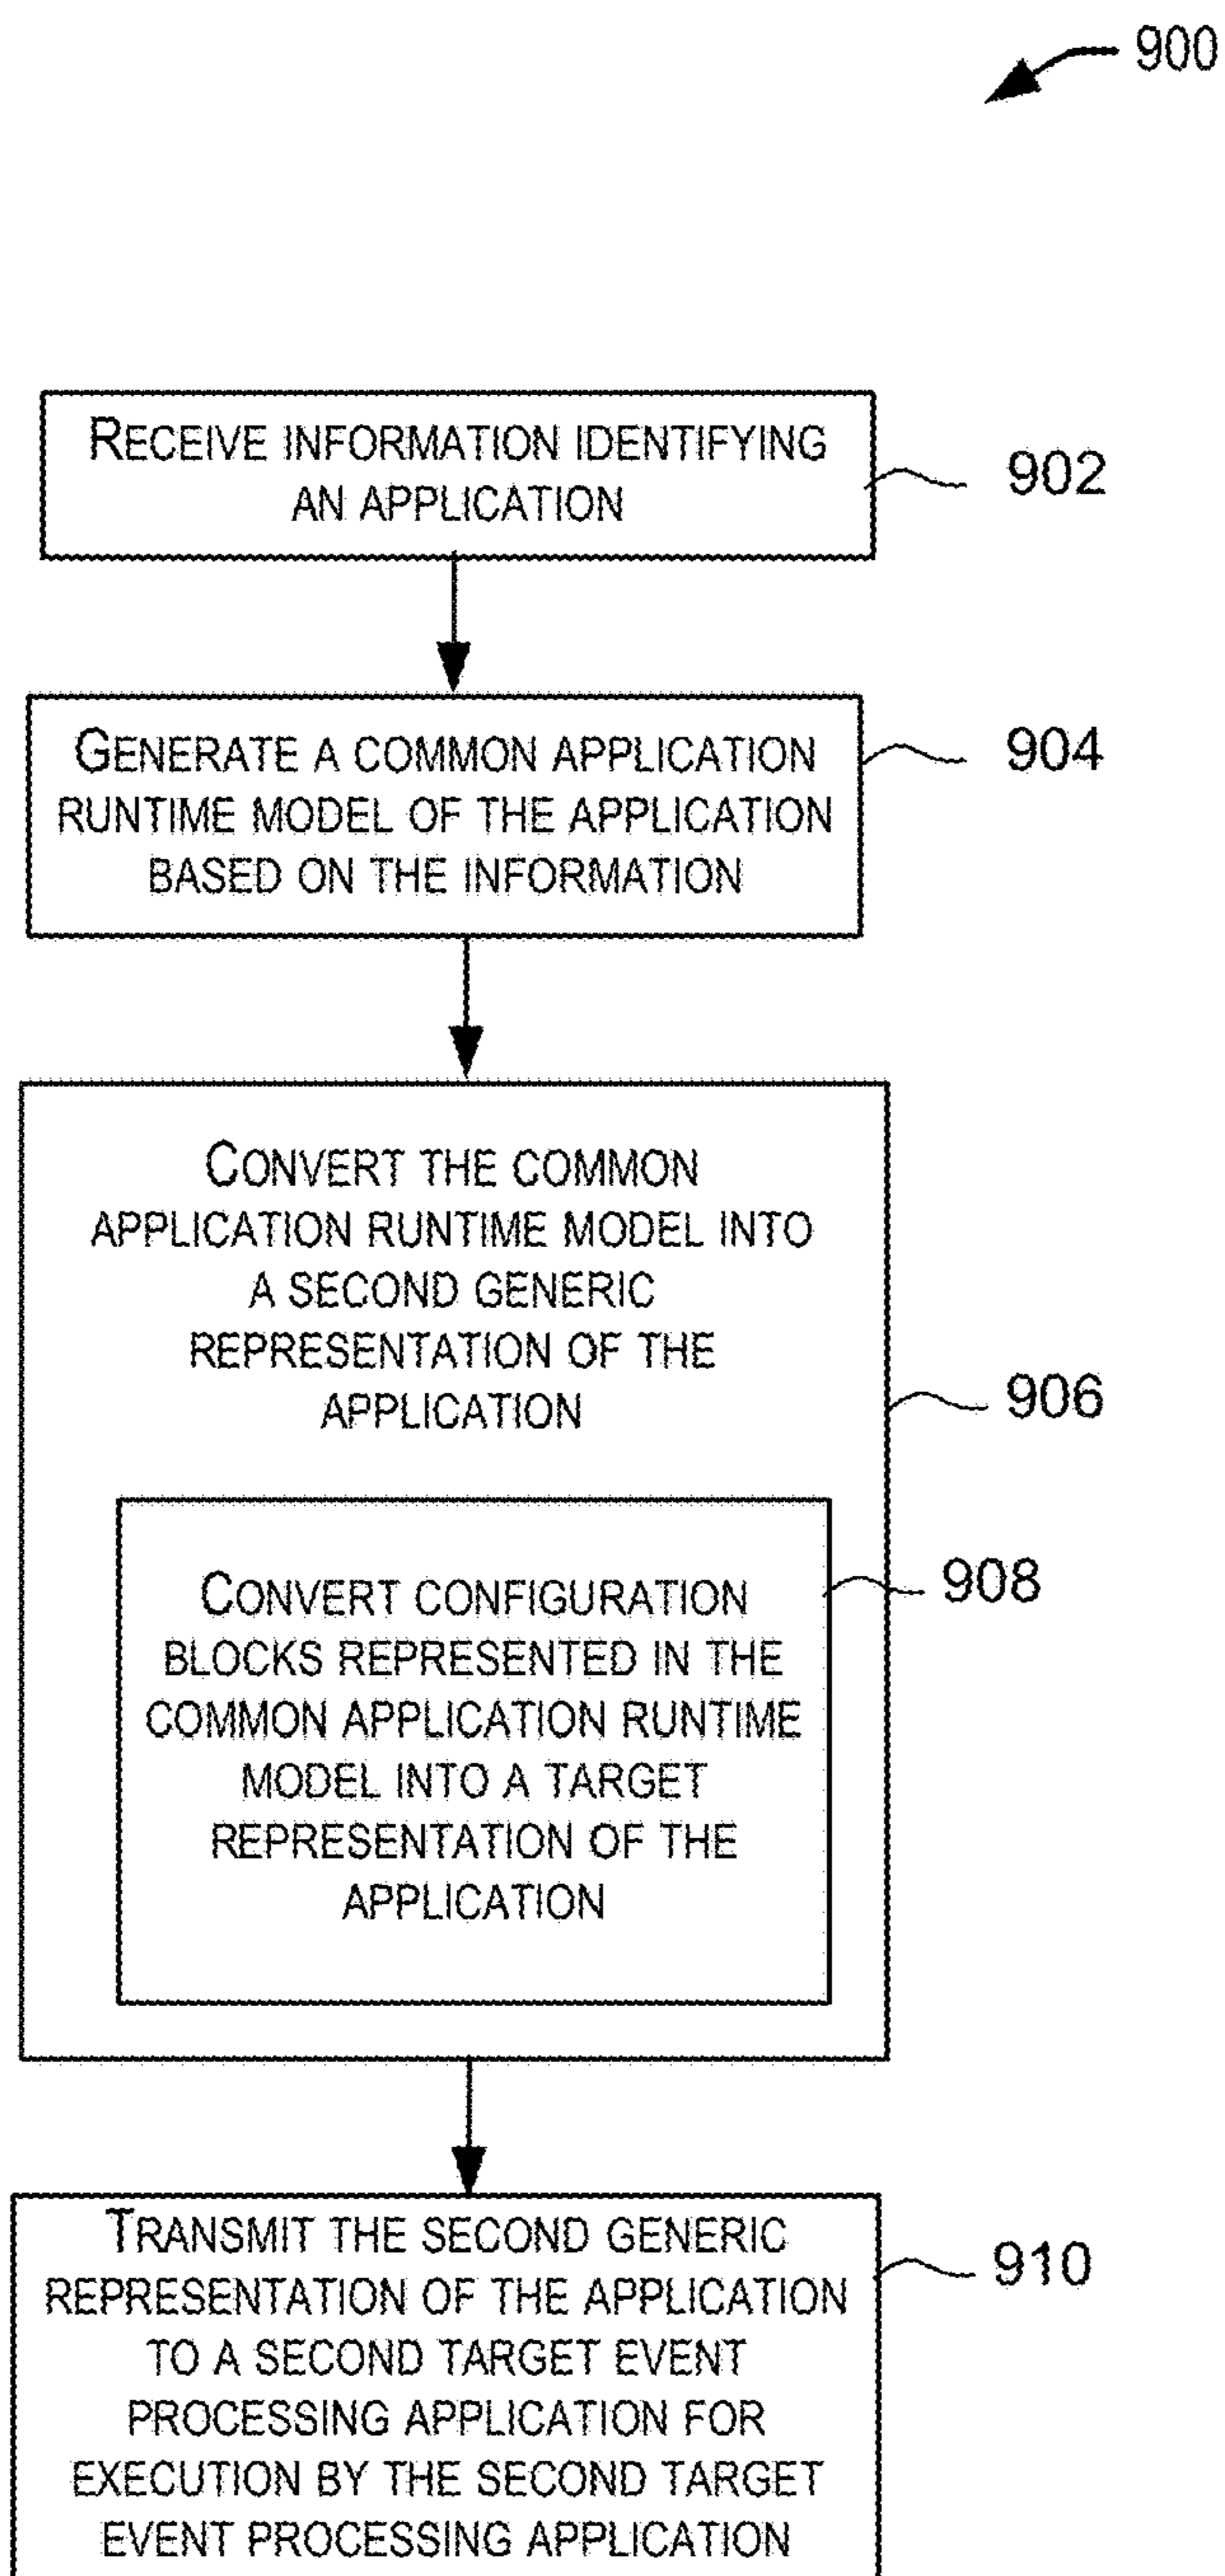 900
RECEIVE INFORMATION IDENTIFYING
AN APPLICATION
902
GENERATE A COMMON APPLICATION
RUNTIME MODEL OF THE APPLICATION
BASED ON THE INFORMATION
904
CONVERT THE COMMON
APPLICATION RUNTIME MODEL INTO
A SECOND GENERIC
REPRESENTATION OF THE
APPLICATION
906
CONVERT CONFIGURATION
BLOCKS REPRESENTED IN THE
COMMON APPLICATION RUNTIME
MODEL INTO A TARGET
REPRESENTATION OF THE
APPLICATION
908
TRANSMIT THE SECOND GENERIC
REPRESENTATION OF THE APPLICATION
TO A SECOND TARGET EVENT
PROCESSING APPLICATION FOR
EXECUTION BY THE SECOND TARGET
EVENT PROCESSING APPLICATION
910